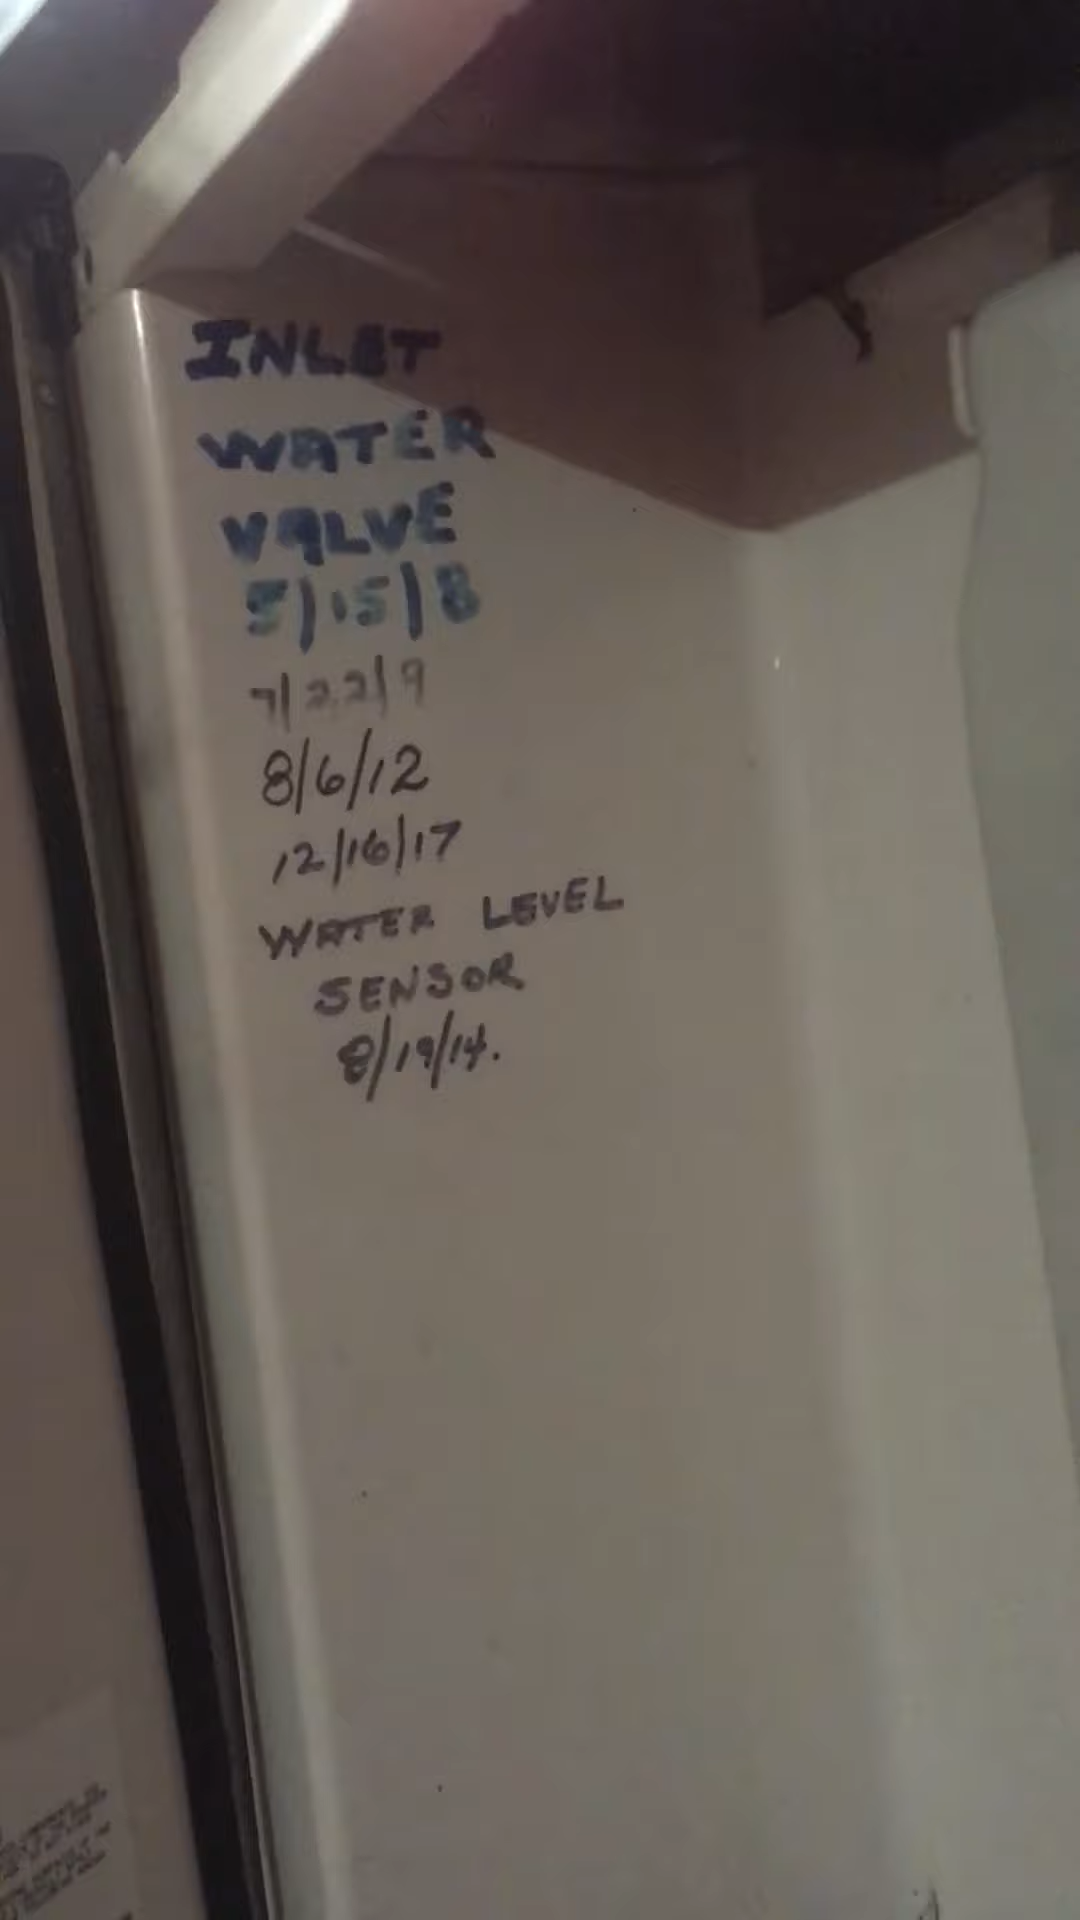 INLET
WATER
VALVE
5/15/8
7/22/9
8/6/12
12/16/17
WATER LEVEL
SENSOR
8/19/14.